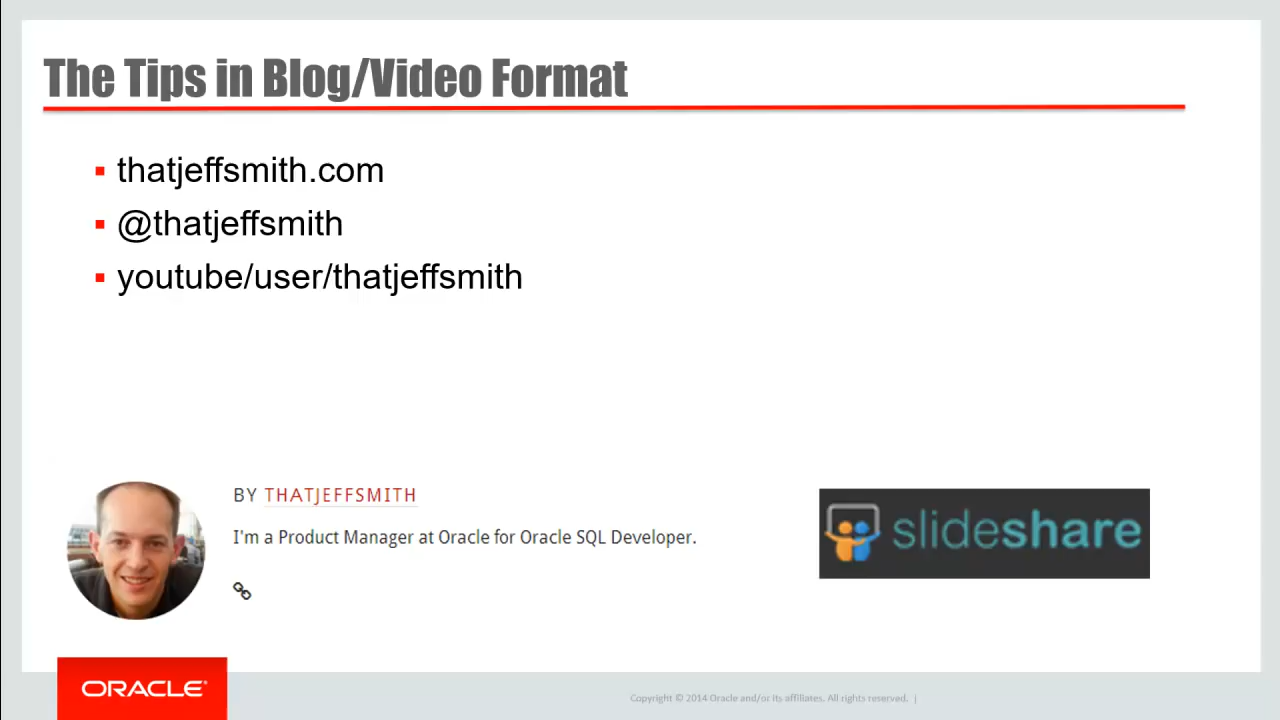 The Tips in Blog/Video Format
thatjeffsmith.com
@thatjeffsmith
youtube/user/thatjeffsmith
BY THATJEFFSMITH
I'm a Product Manager at Oracle for Oracle SQL Developer.
slideshare
ORACLE®
Copyright © 2014 Oracle and/or its affiliates. All rights reserved. |